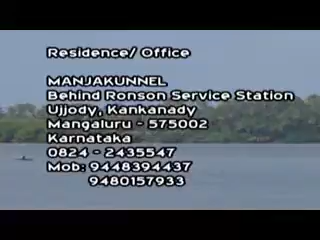 Residence/ Office
MANJAKUNNEL
Behind Ronson Service Station
Ujjody, Kankanady
Mangaluru - 575002
Karnataka
0824 - 2435547
Mob: 9448394437
9480157933